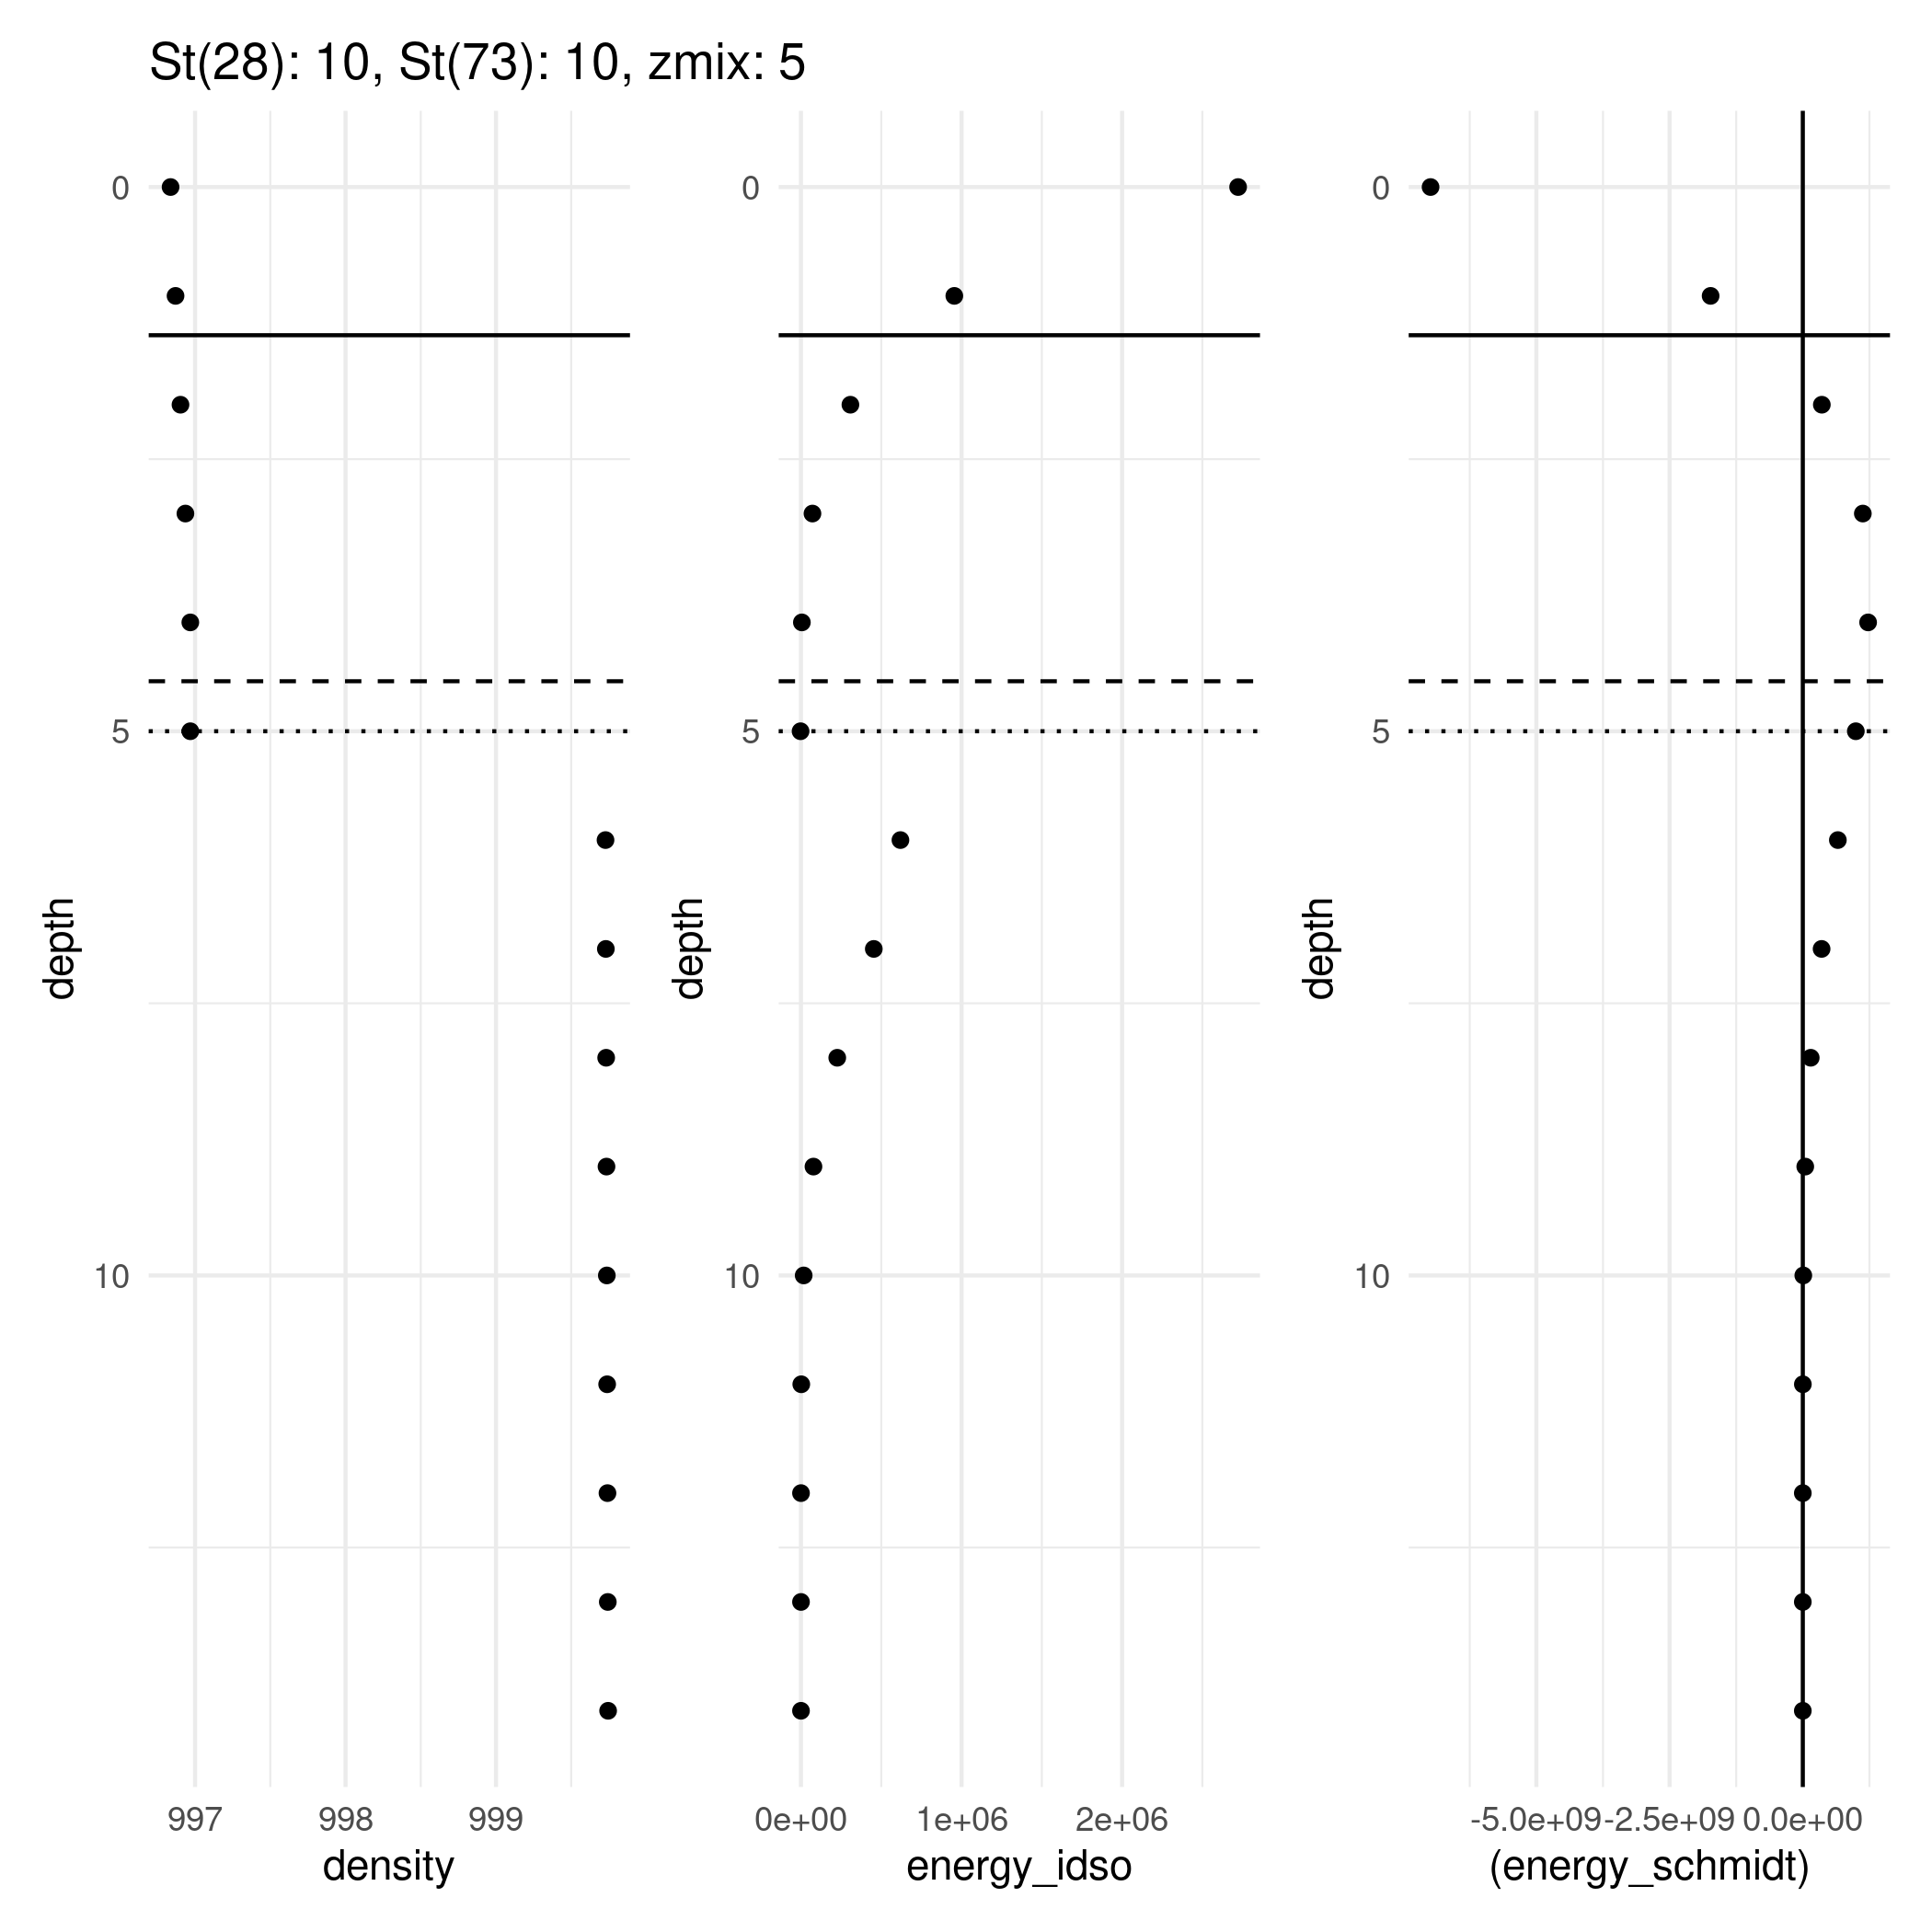 St(28): 10, St(73): 10, zmix: 5
0
5
10
depth
997 998 999
density
0
5
10
depth
0e+00 1e+06 2e+06
energy_idso
0
5
10
depth
-5.0e+09 -2.5e+09 0.0e+00
(energy_schmidt)